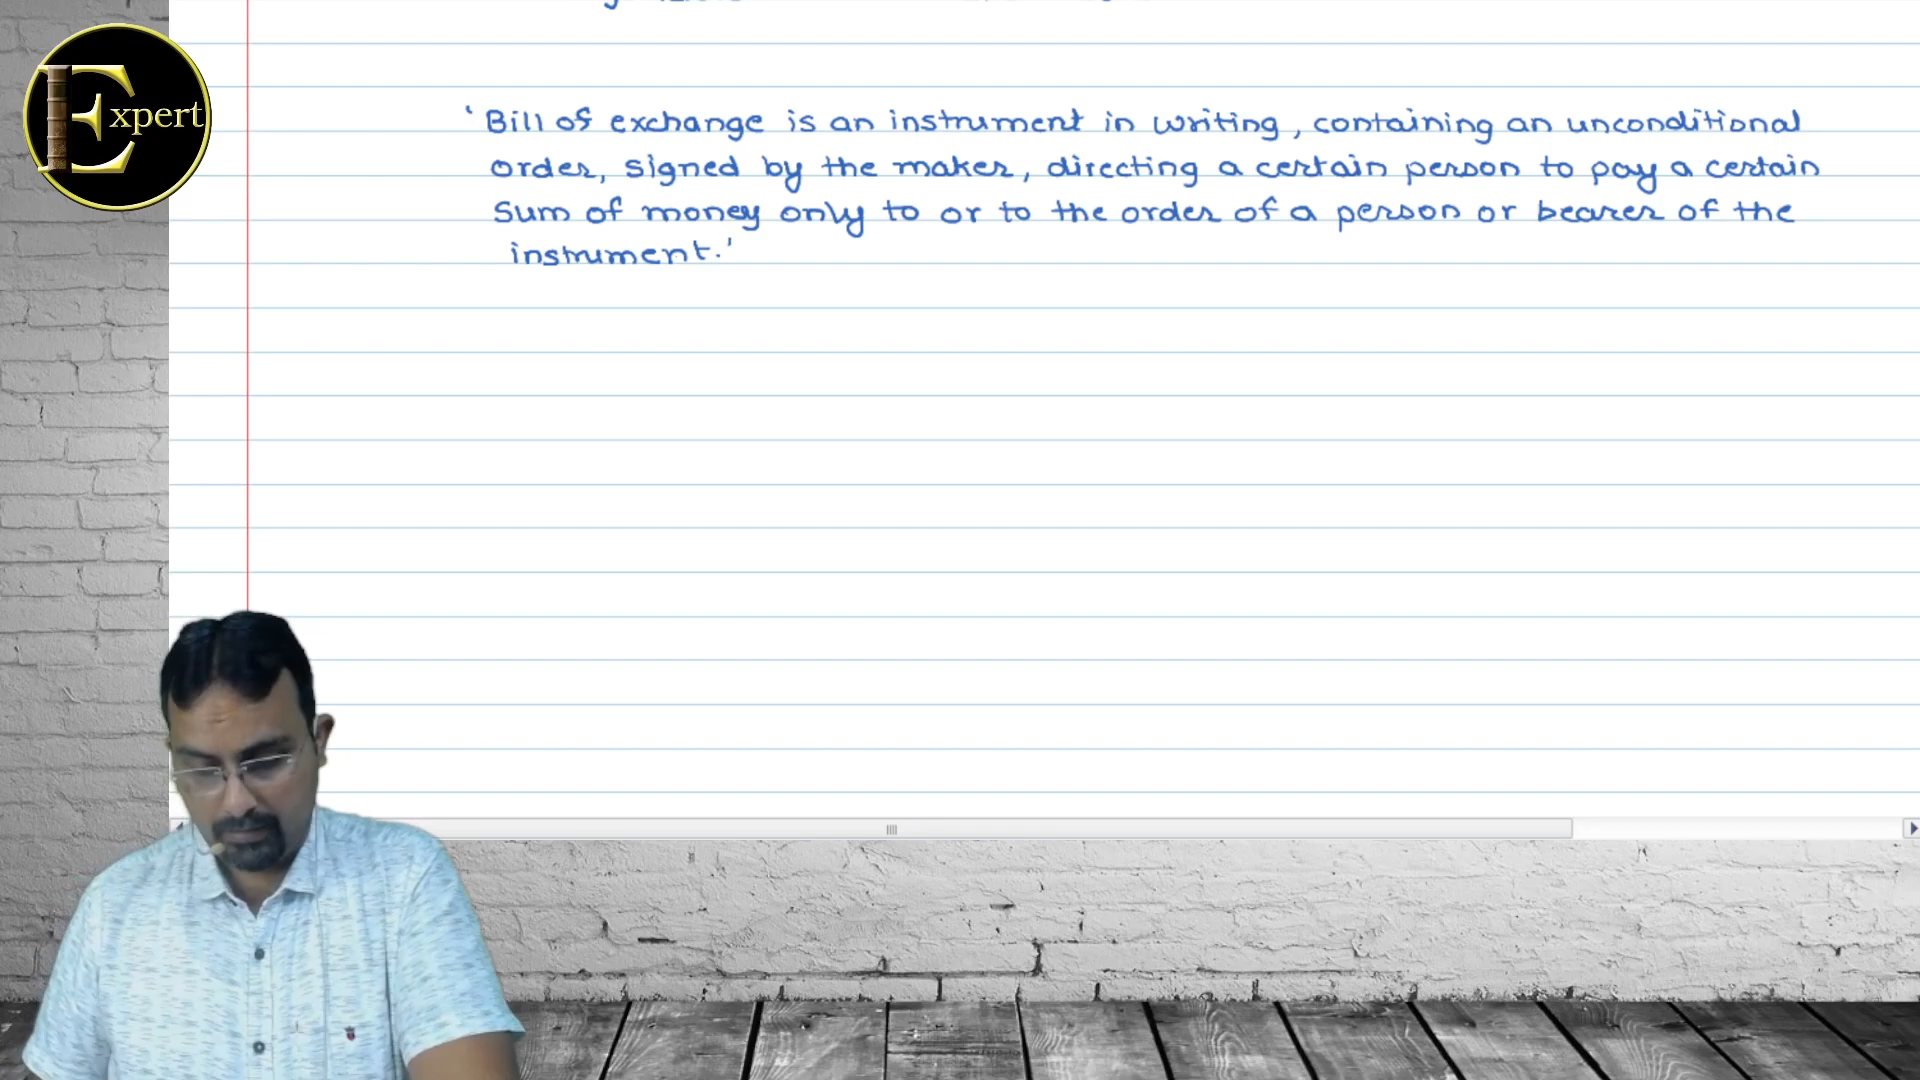 Expert
'Bill of exchange is an instrument in writing, containing an unconditional
order, signed by the maker, directing a certain person to pay a certain
sum of money only to or to the order of a person or bearer of the
instrument.'